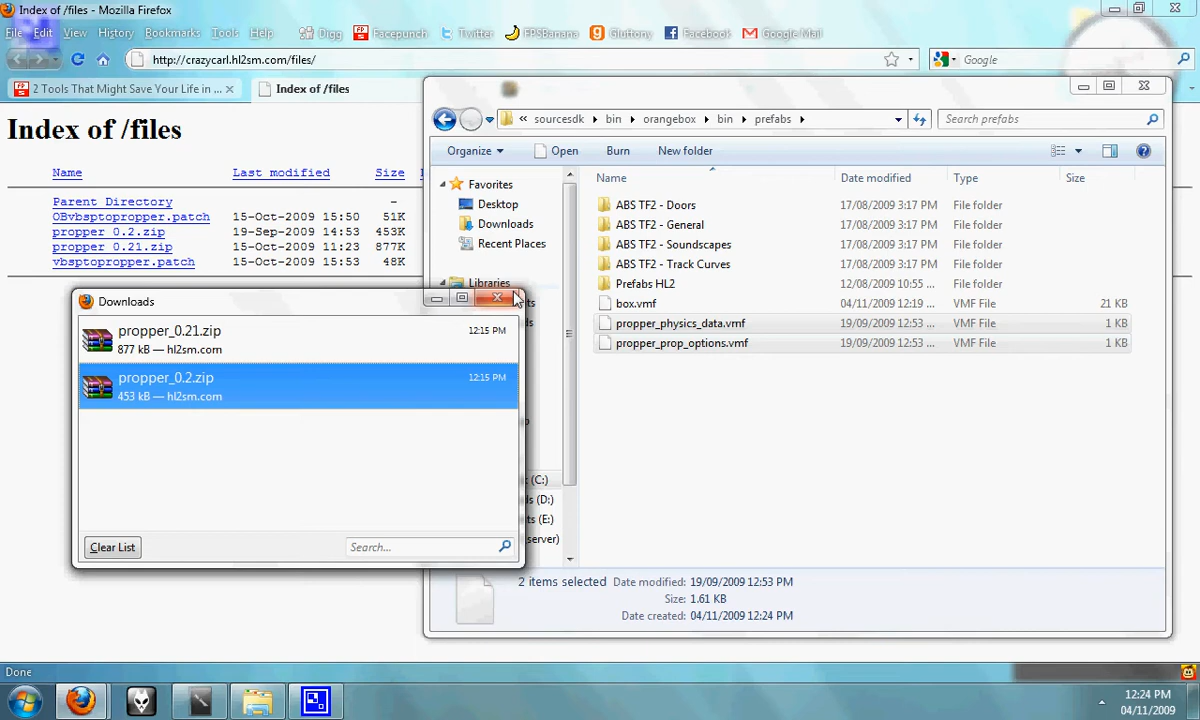 Index of /files - Mozilla Firefox
File Edit View History Bookmarks Tools Help Digg Facepunch Twitter FPSBanana Gluttony Facebook Google Mail
http://crazycarl.hl2sm.com/files/ Google
2 Tools That Might Save Your Life in ... Index of /files
Index of /files
Name Last modified Size
Parent Directory -
OBvbsptopropper.patch 15-Oct-2009 15:50 51K
propper 0.2.zip 19-Sep-2009 14:53 453K
propper 0.21.zip 15-Oct-2009 11:23 877K
vbsptopropper.patch 15-Oct-2009 15:53 48K
Downloads
propper_0.21.zip 12:15 PM
877 kB — hl2sm.com
propper_0.2.zip 12:15 PM
453 kB — hl2sm.com
Clear List Search...
« sourcesdk bin orangebox bin prefabs Search prefabs
Organize Open Burn New folder
Favorites
Desktop
Downloads
Recent Places
Libraries
(C:)
(D:)
(E:)
server)
Name Date modified Type Size
ABS TF2 - Doors 17/08/2009 3:17 PM File folder
ABS TF2 - General 17/08/2009 3:17 PM File folder
ABS TF2 - Soundscapes 17/08/2009 3:17 PM File folder
ABS TF2 - Track Curves 17/08/2009 3:17 PM File folder
Prefabs HL2 12/08/2009 10:55 ... File folder
box.vmf 04/11/2009 12:19 ... VMF File 21 KB
propper_physics_data.vmf 19/09/2009 12:53 ... VMF File 1 KB
propper_prop_options.vmf 19/09/2009 12:53 ... VMF File 1 KB
2 items selected Date modified: 19/09/2009 12:53 PM
Size: 1.61 KB
Date created: 04/11/2009 12:24 PM
Done
12:24 PM
04/11/2009